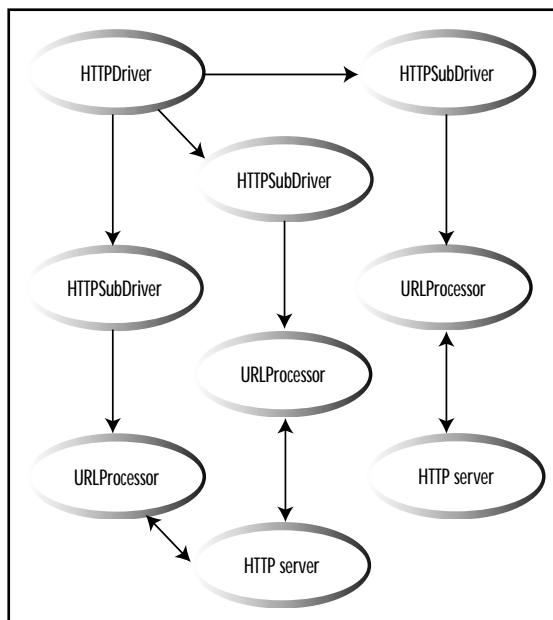 HTTPDriver
HTTPSubDriver
HTTPSubDriver
HTTPSubDriver
URLProcessor
URLProcessor
URLProcessor
HTTP server
HTTP server